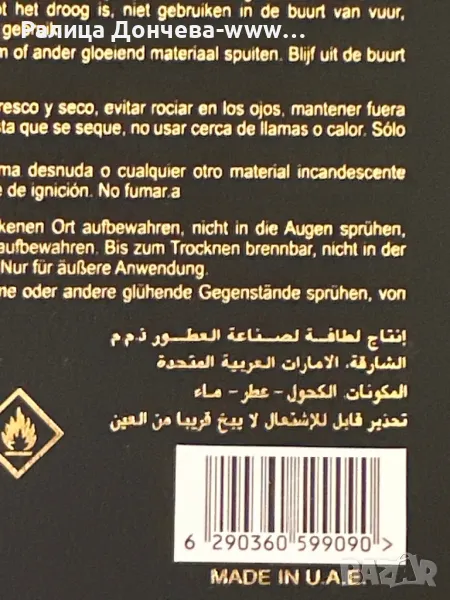 t het droog is, niet gebruiken in de buurt van vuur,
gebruik
Ралица Дончева-www...
m of ander gloeiend materiaal spuiten. Blijf uit de buurt
resco y seco, evitar rociar en los ojos, mantener fuera
sta que se seque, no usar cerca de llamas o calor. Sólo
ma desnuda o cualquier otro material incandescente
e de ignición. No fumar.a
kenen Ort aufbewahren, nicht in die Augen sprühen,
aufbewahren. Bis zum Trocknen brennbar, nicht in der
Nur für äußere Anwendung.
me oder andere glühende Gegenstände sprühen, von
إنتاج لطافة لصناعة العطور ذ.م.م
الشارقة، الامارات العربية المتحدة
المكونات. الكحول - عطر - ماء
تحذير قابل للإشتعال لا يبخ قريبا من العين
6 290360 599090 >
MADE IN U.A.E.
BAZAR